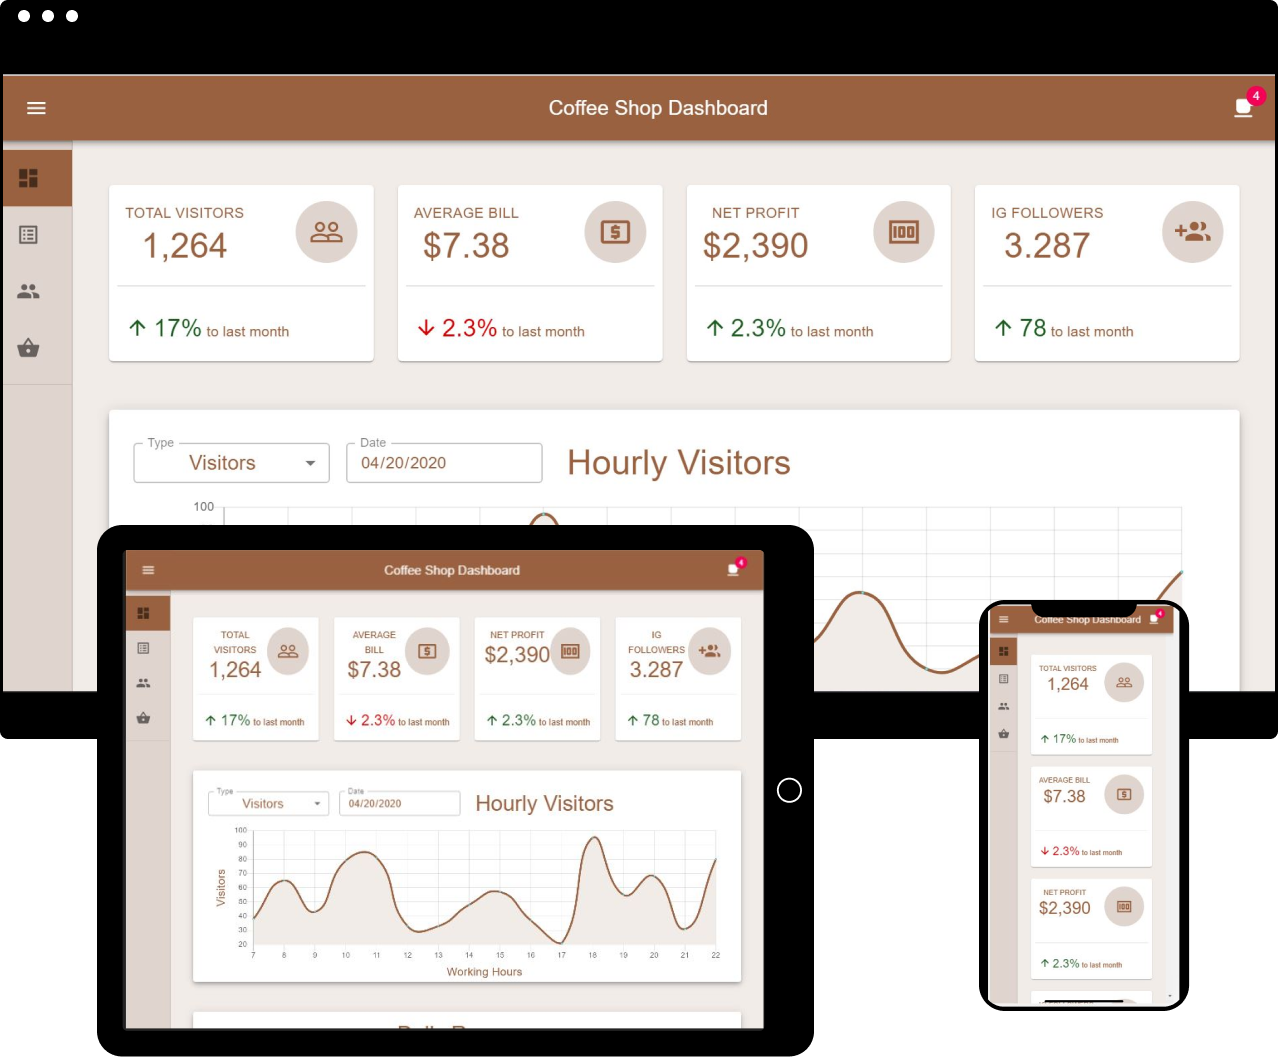 Coffee Shop Dashboard
4
TOTAL VISITORS
1,264
17% to last month
AVERAGE BILL
$7.38
2.3% to last month
NET PROFIT
$2,390
2.3% to last month
IG FOLLOWERS
3.287
78 to last month
Type
Visitors
Date
04/20/2020
Hourly Visitors
100
Coffee Shop Dashboard
4
TOTAL
VISITORS
1,264
17% to last month
AVERAGE
BILL
$7.38
2.3% to last month
NET PROFIT
$2,390
2.3% to last month
IG
FOLLOWERS
3.287
78 to last month
Type
Visitors
Date
04/20/2020
Hourly Visitors
100
90
80
70
60
50
40
30
20
Visitors
7 8 9 10 11 12 13 14 15 16 17 18 19 20 21 22
Working Hours
Coffee Shop Dashboard
4
TOTAL VISITORS
1,264
17% to last month
AVERAGE BILL
$7.38
2.3% to last month
NET PROFIT
$2,390
2.3% to last month